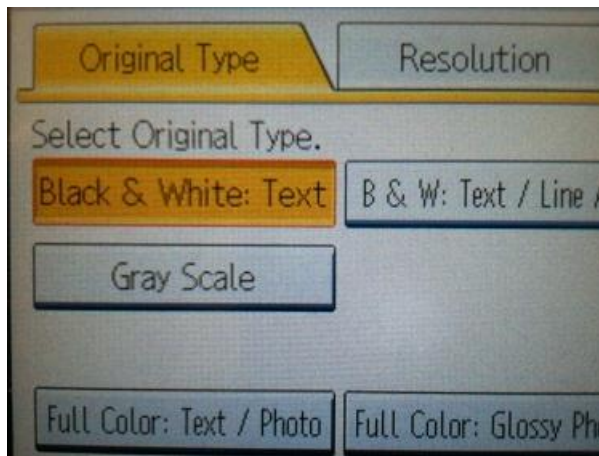 Original Type
Resolution
Select Original Type.
Black & White: Text
B & W: Text / Line /
Gray Scale
Full Color: Text / Photo
Full Color: Glossy Ph